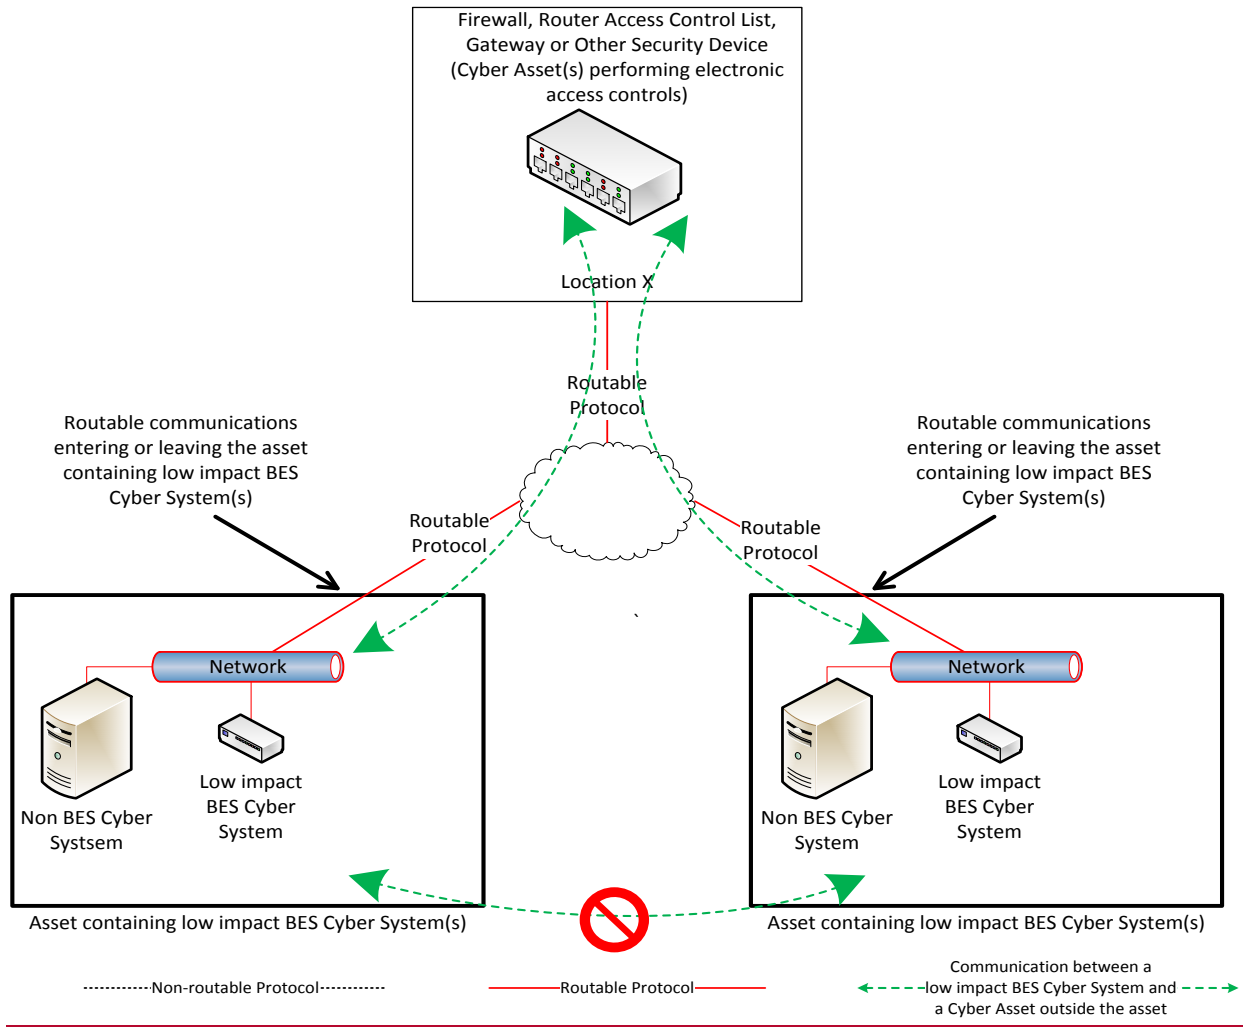 Firewall, Router Access Control List,
Gateway or Other Security Device
(Cyber Asset(s) performing electronic
access controls)
Location X
Routable
Protocol
Routable communications
entering or leaving the asset
containing low impact BES
Cyber System(s)
Routable communications
entering or leaving the asset
containing low impact BES
Cyber System(s)
Routable
Protocol
Routable
Protocol
Network
Network
Non BES Cyber
Systsem
Low impact
BES Cyber
System
Non BES Cyber
System
Low impact
BES Cyber
System
Asset containing low impact BES Cyber System(s)
Asset containing low impact BES Cyber System(s)
Non-routable Protocol
Routable Protocol
Communication between a
low impact BES Cyber System and
a Cyber Asset outside the asset